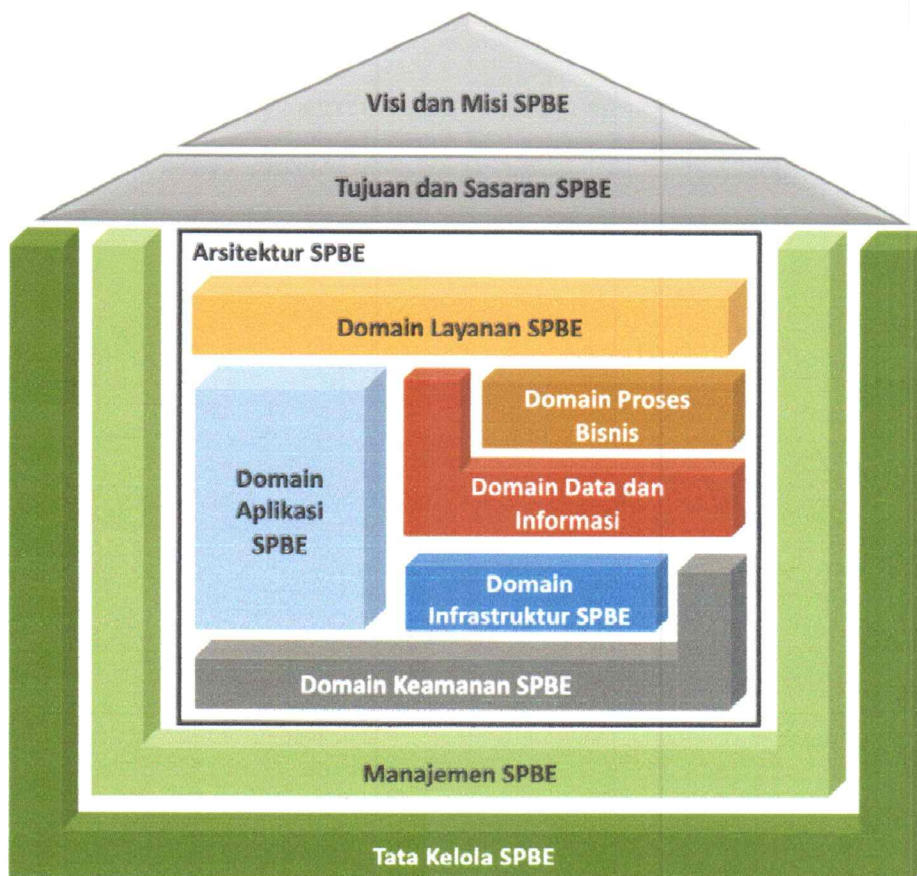 Visi dan Misi SPBE
Tujuan dan Sasaran SPBE
Arsitektur SPBE
Domain Layanan SPBE
Domain Aplikasi SPBE
Domain Proses
Bisnis
Domain Data dan
Informasi
Domain
Infrastruktur SPBE
Domain Keamanan SPBE
Manajemen SPBE
Tata Kelola SPBE